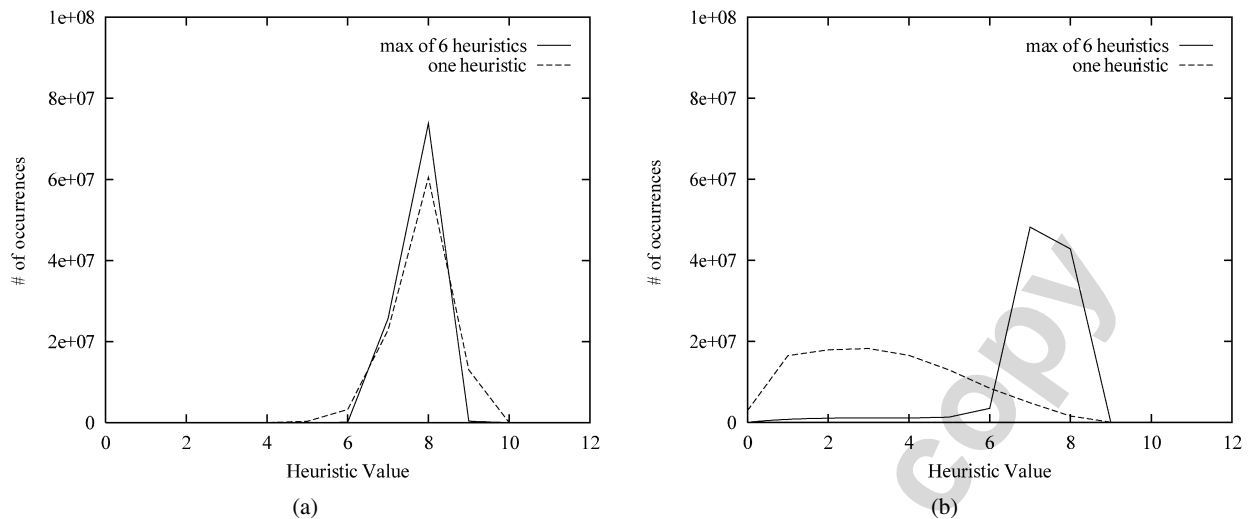 1e+08
8e+07
6e+07
4e+07
2e+07
0
# of occurrences
max of 6 heuristics
one heuristic
0 2 4 6 8 10 12
Heuristic Value
(a)
1e+08
8e+07
6e+07
4e+07
2e+07
0
# of occurrences
max of 6 heuristics
one heuristic
0 2 4 6 8 10 12
Heuristic Value
(b)
copy